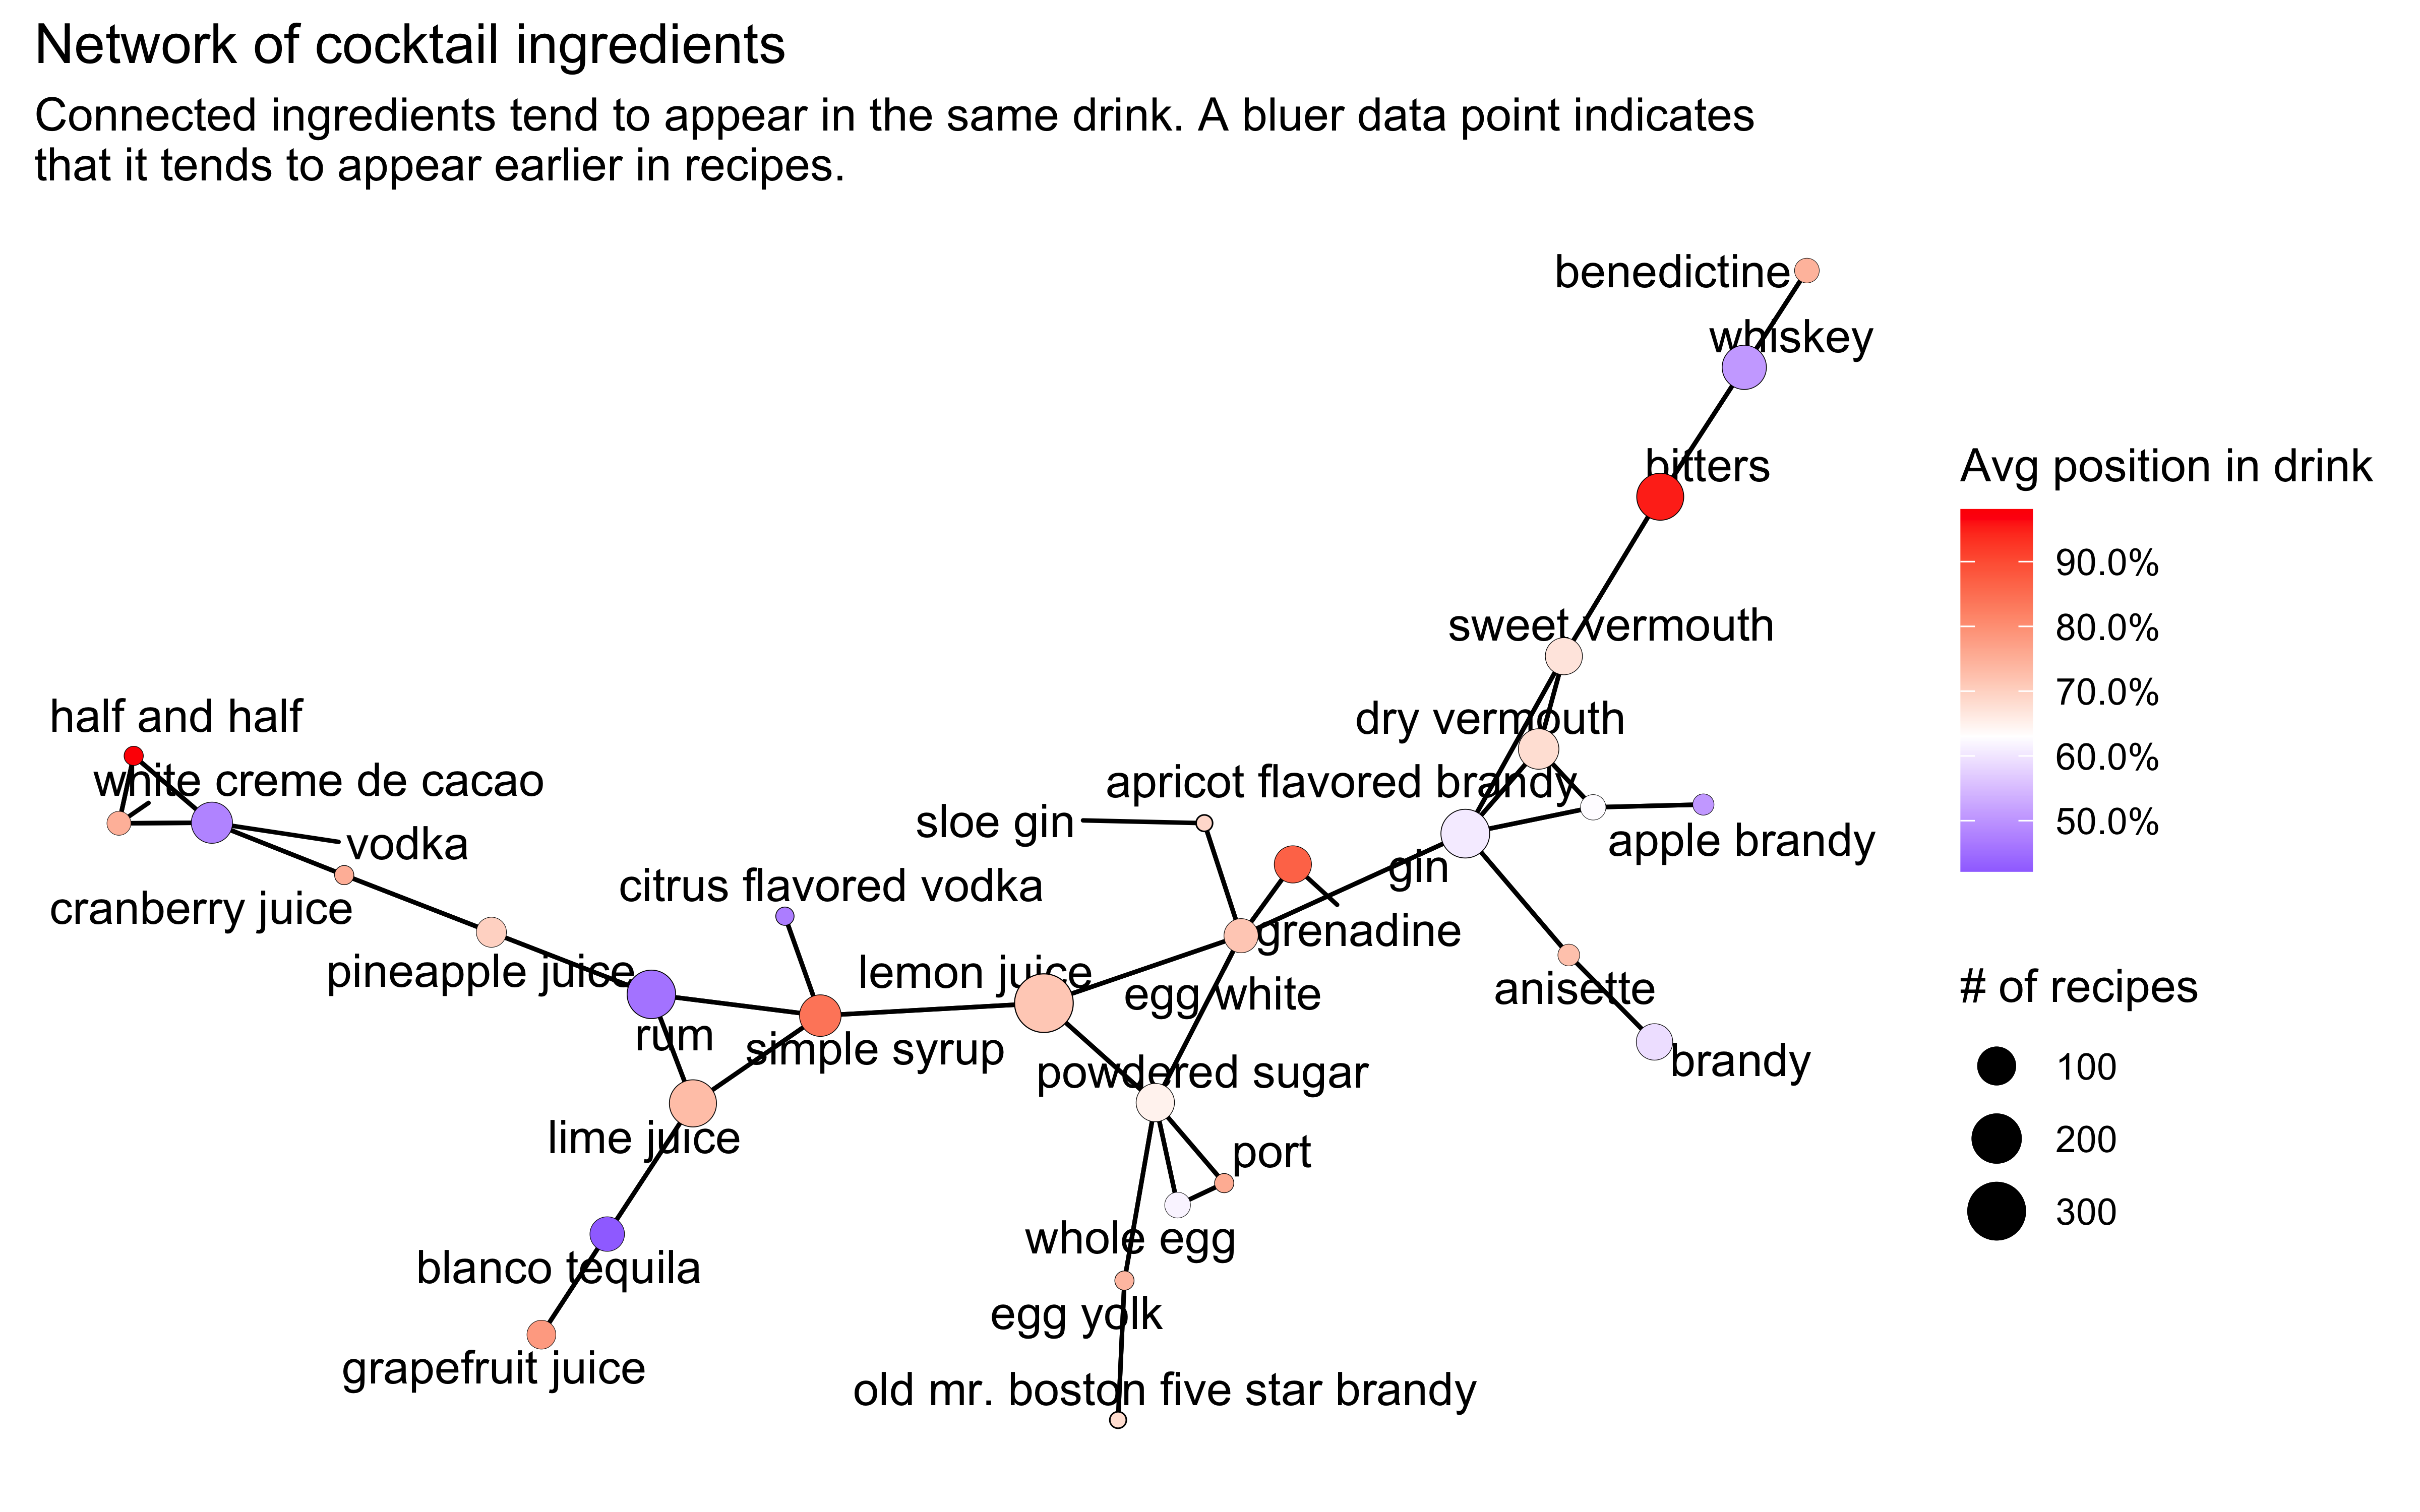 Network of cocktail ingredients
Connected ingredients tend to appear in the same drink. A bluer data point indicates
that it tends to appear earlier in recipes.
benedictine
whiskey
bitters
sweet vermouth
dry vermouth
apricot flavored brandy
apple brandy
sloe gin
gin
grenadine
half and half
white creme de cacao
vodka
cranberry juice
citrus flavored vodka
pineapple juice
lemon juice
egg white
anisette
rum
simple syrup
brandy
powdered sugar
lime juice
port
whole egg
blanco tequila
egg yolk
grapefruit juice
old mr. boston five star brandy
Avg position in drink
90.0%
80.0%
70.0%
60.0%
50.0%
# of recipes
100
200
300